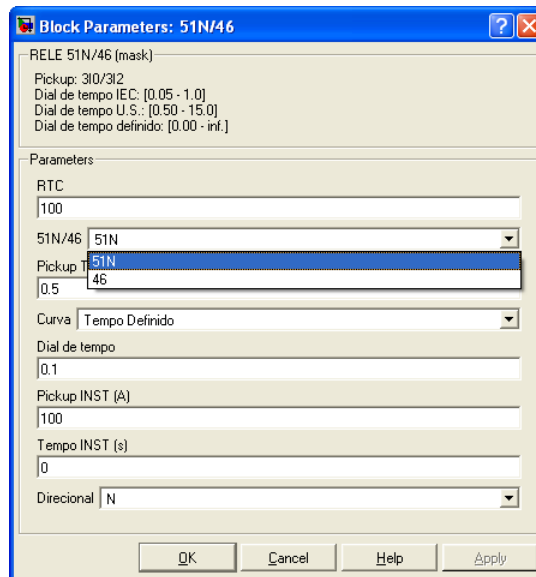 Block Parameters: 51N/46
RELE 51N/46 (mask)
Pickup: 3I0/3I2
Dial de tempo IEC: [0.05 - 1.0]
Dial de tempo U.S.: [0.50 - 15.0]
Dial de tempo definido: [0.00 - inf.]
Parameters
RTC
100
51N/46 51N
51N
Pickup
46
0.5
Curva Tempo Definido
Dial de tempo
0.1
Pickup INST (A)
100
Tempo INST (s)
0
Direcional N
OK Cancel Help Apply